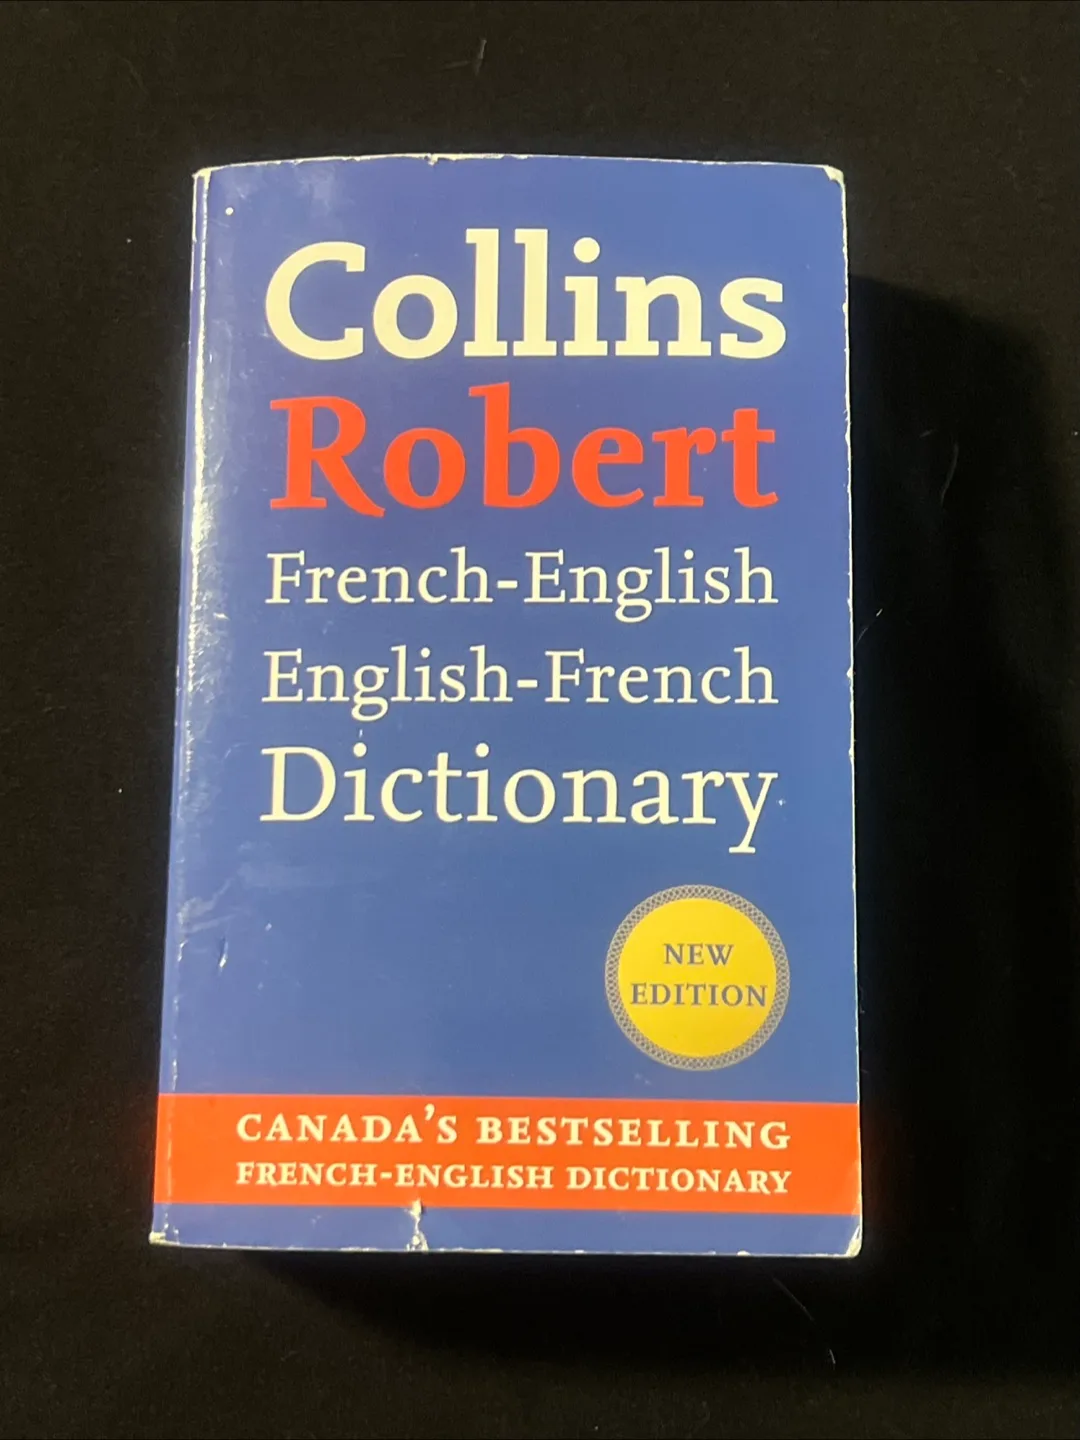 Collins
Robert
French-English
English-French
Dictionary
NEW
EDITION
CANADA'S BESTSELLING
FRENCH-ENGLISH DICTIONARY